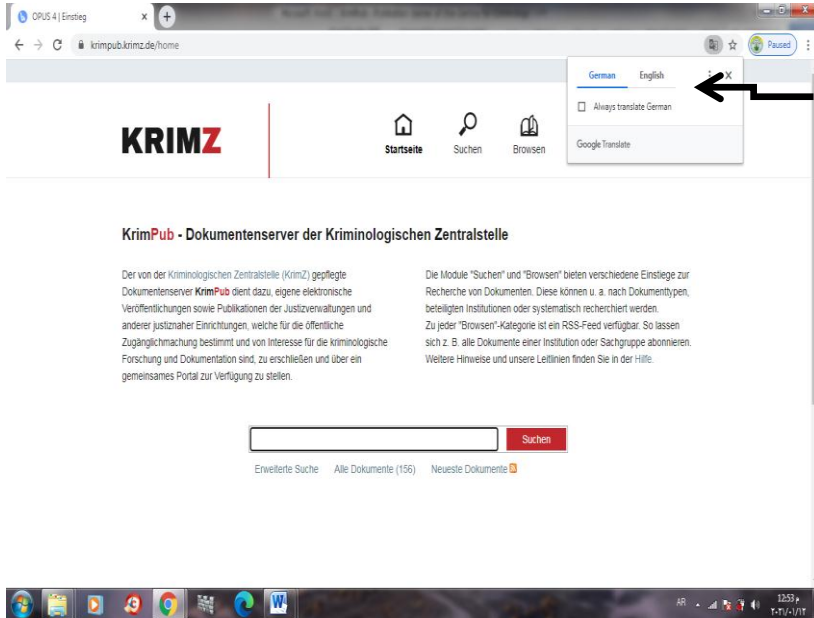 OPUS 4 | Einstieg
krimpub.krimz.de/home
Paused
German English
Always translate German
Google Translate
KRIMZ
Startseite Suchen Browsen
KrimPub - Dokumentenserver der Kriminologischen Zentralstelle
Der von der Kriminologischen Zentralstelle (KrimZ) gepflegte
Dokumentenserver KrimPub dient dazu, eigene elektronische
Veröffentlichungen sowie Publikationen der Justizverwaltungen und
anderer justiznaher Einrichtungen, welche für die öffentliche
Zugänglichmachung bestimmt und von Interesse für die kriminologische
Forschung und Dokumentation sind, zu erschließen und über ein
gemeinsames Portal zur Verfügung zu stellen.
Die Module "Suchen" und "Browsen" bieten verschiedene Einstiege zur
Recherche von Dokumenten. Diese können u. a. nach Dokumenttypen,
beteiligten Institutionen oder systematisch recherchiert werden.
Zu jeder "Browsen"-Kategorie ist ein RSS-Feed verfügbar. So lassen
sich z. B. alle Dokumente einer Institution oder Sachgruppe abonnieren.
Weitere Hinweise und unsere Leitlinien finden Sie in der Hilfe.
Suchen
Erweiterte Suche Alle Dokumente (156) Neueste Dokumente
AR
12:53 م
٢٠٢١/٠١/١٢